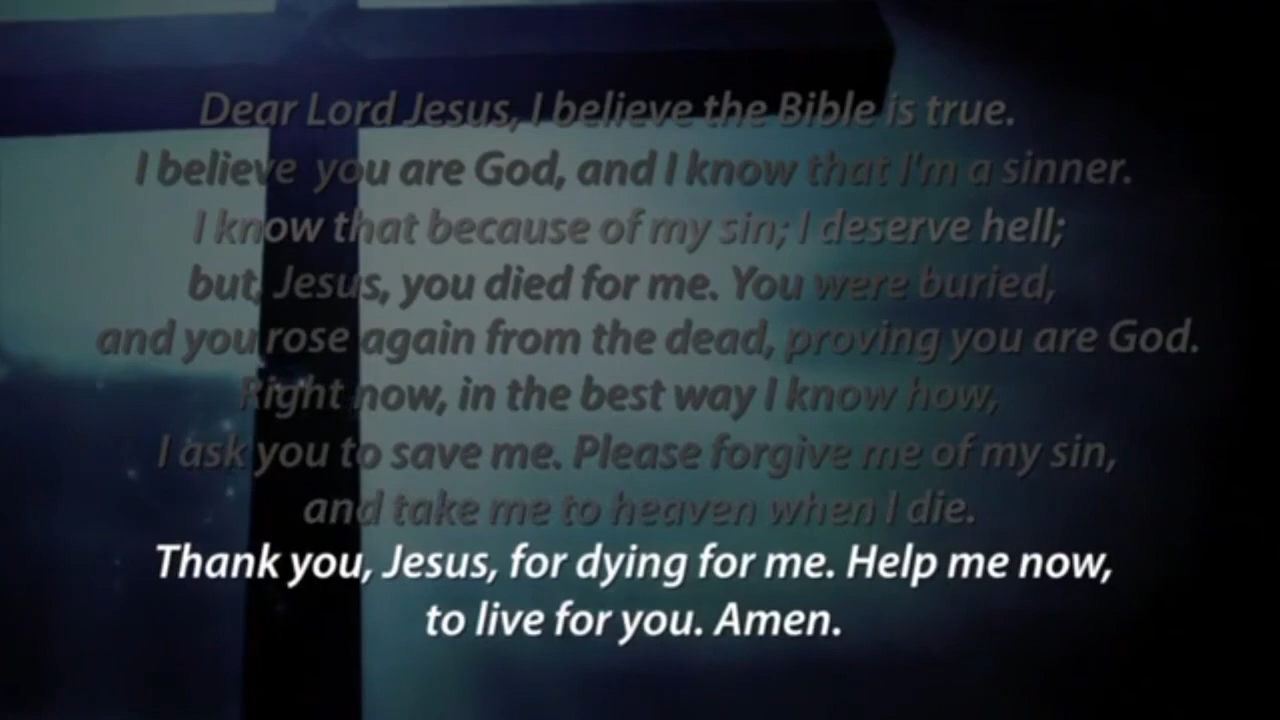 Dear Lord Jesus, I believe the Bible is true.
I believe you are God, and I know that I'm a sinner.
I know that because of my sin; I deserve hell;
but, Jesus, you died for me. You were buried,
and you rose again from the dead, proving you are God.
Right now, in the best way I know how,
I ask you to save me. Please forgive me of my sin,
and take me to heaven when I die.
Thank you, Jesus, for dying for me. Help me now,
to live for you. Amen.